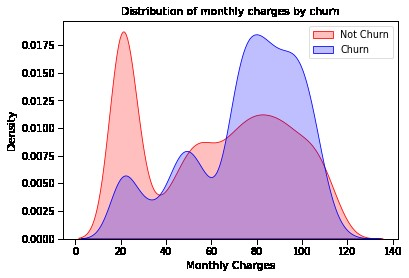 Distribution of monthly charges by churn
Not Churn
Churn
0.0175
0.0150
0.0125
0.0100
0.0075
0.0050
0.0025
0.0000
Density
0 20 40 60 80 100 120 140
Monthly Charges